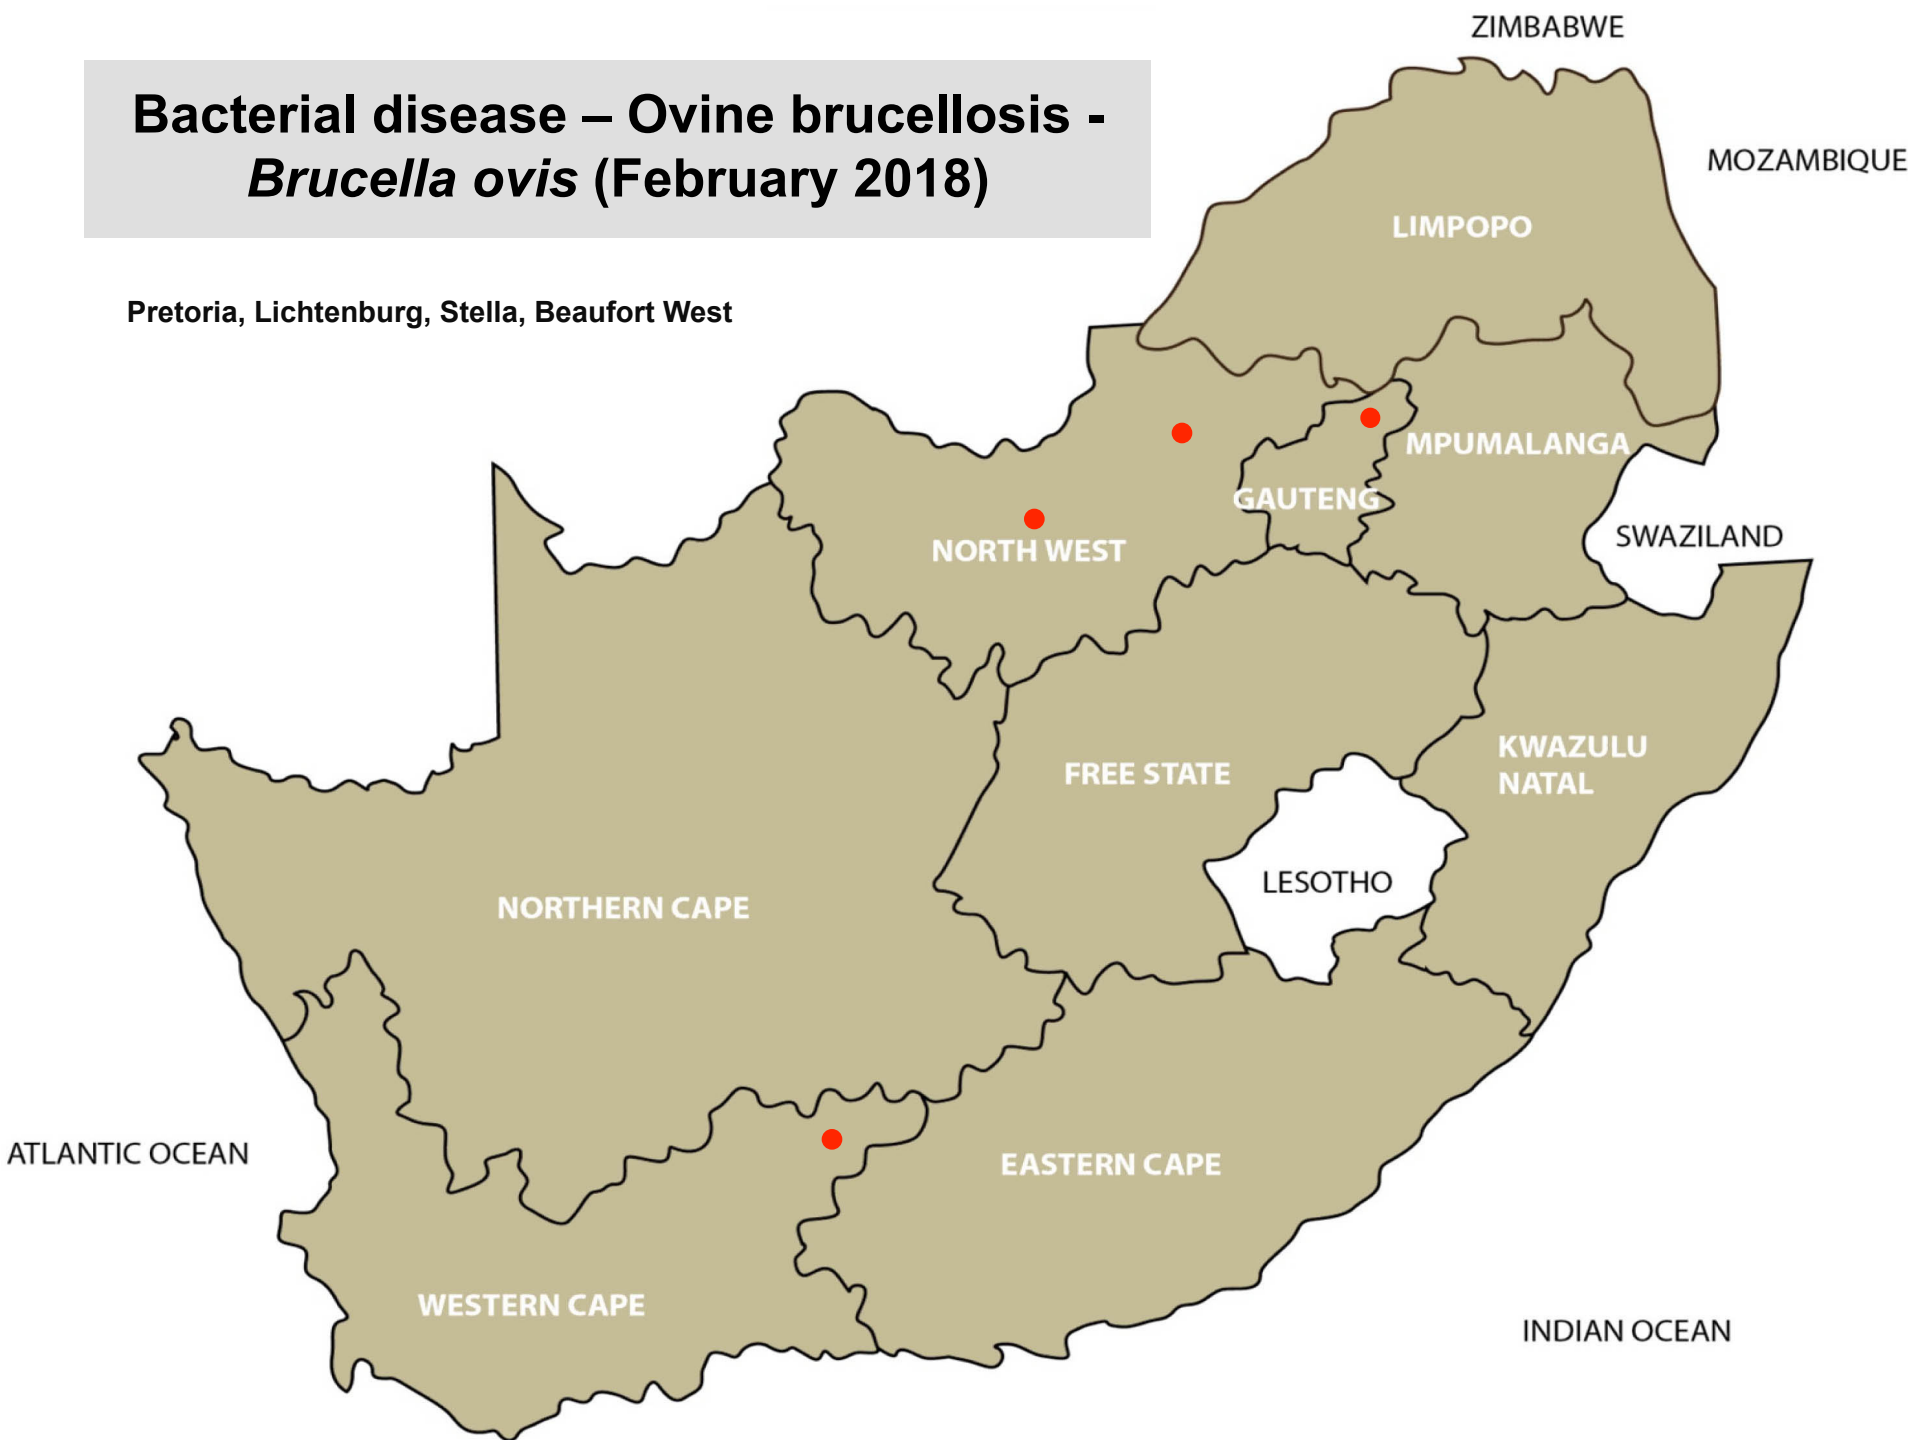 ZIMBABWE
Bacterial disease – Ovine brucellosis -
Brucella ovis (February 2018)
MOZAMBIQUE
LIMPOPO
Pretoria, Lichtenburg, Stella, Beaufort West
MPUMALANGA
GAUTENG
SWAZILAND
NORTH WEST
KWAZULU
NATAL
FREE STATE
LESOTHO
NORTHERN CAPE
ATLANTIC OCEAN
EASTERN CAPE
WESTERN CAPE
INDIAN OCEAN